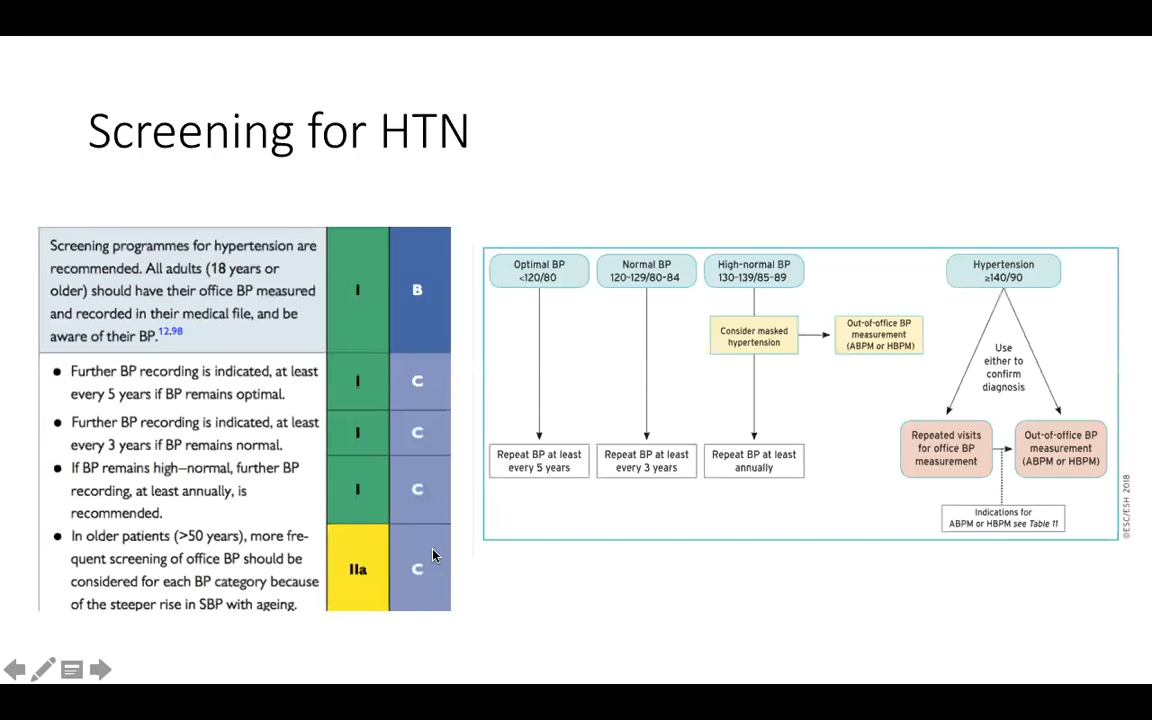 Screening for HTN
Screening programmes for hypertension are
recommended. All adults (18 years or
older) should have their office BP measured
and recorded in their medical file, and be
aware of their BP.12,98
I
B
● Further BP recording is indicated, at least
every 5 years if BP remains optimal.
I
C
● Further BP recording is indicated, at least
every 3 years if BP remains normal.
I
C
● If BP remains high–normal, further BP
recording, at least annually, is
recommended.
I
C
● In older patients (>50 years), more fre-
quent screening of office BP should be
considered for each BP category because
of the steeper rise in SBP with ageing.
IIa
C
Optimal BP
<120/80
Normal BP
120-129/80-84
High-normal BP
130-139/85-89
Hypertension
≥140/90
Consider masked
hypertension
Out-of-office BP
measurement
(ABPM or HBPM)
Use
either to
confirm
diagnosis
Repeat BP at least
every 5 years
Repeat BP at least
every 3 years
Repeat BP at least
annually
Repeated visits
for office BP
measurement
Out-of-office BP
measurement
(ABPM or HBPM)
Indications for
ABPM or HBPM see Table 11
©ESC/ESH 2018